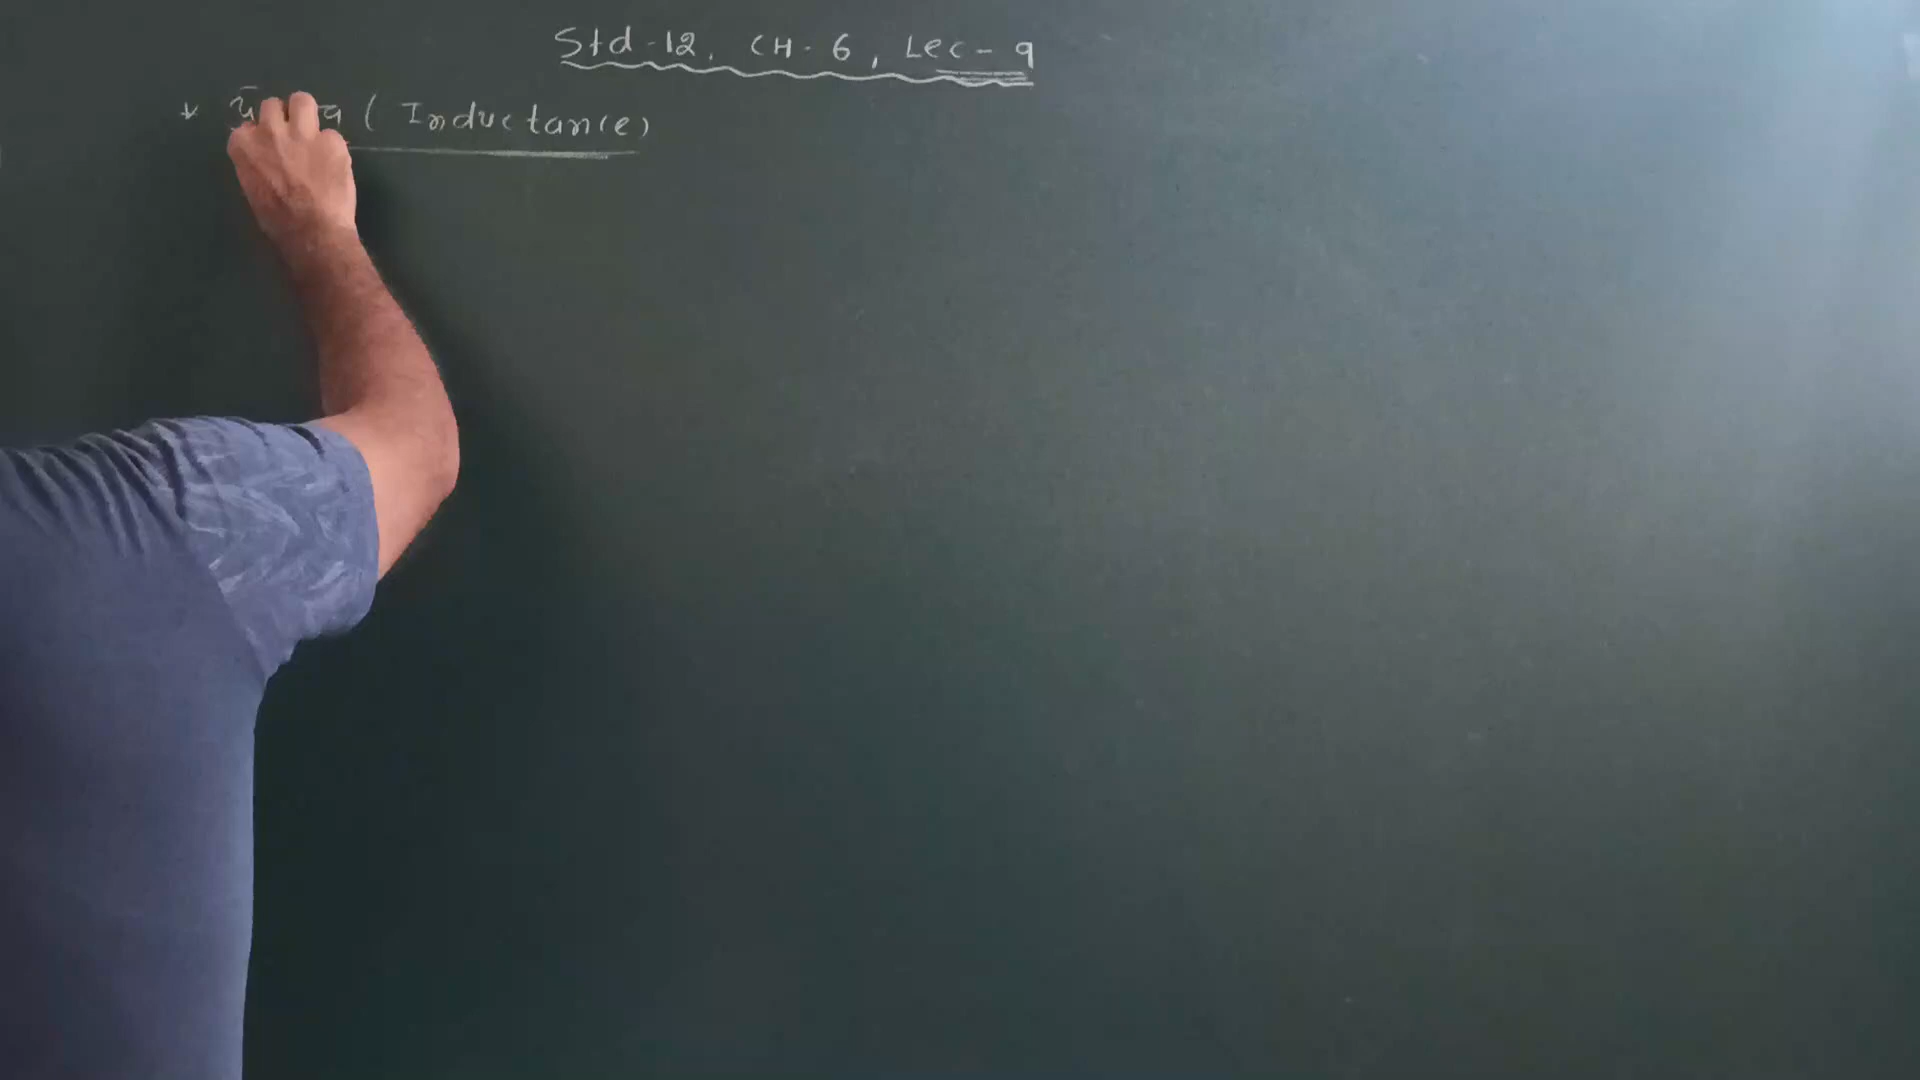 Std-12, CH-6, Lec-9
* (Inductance)